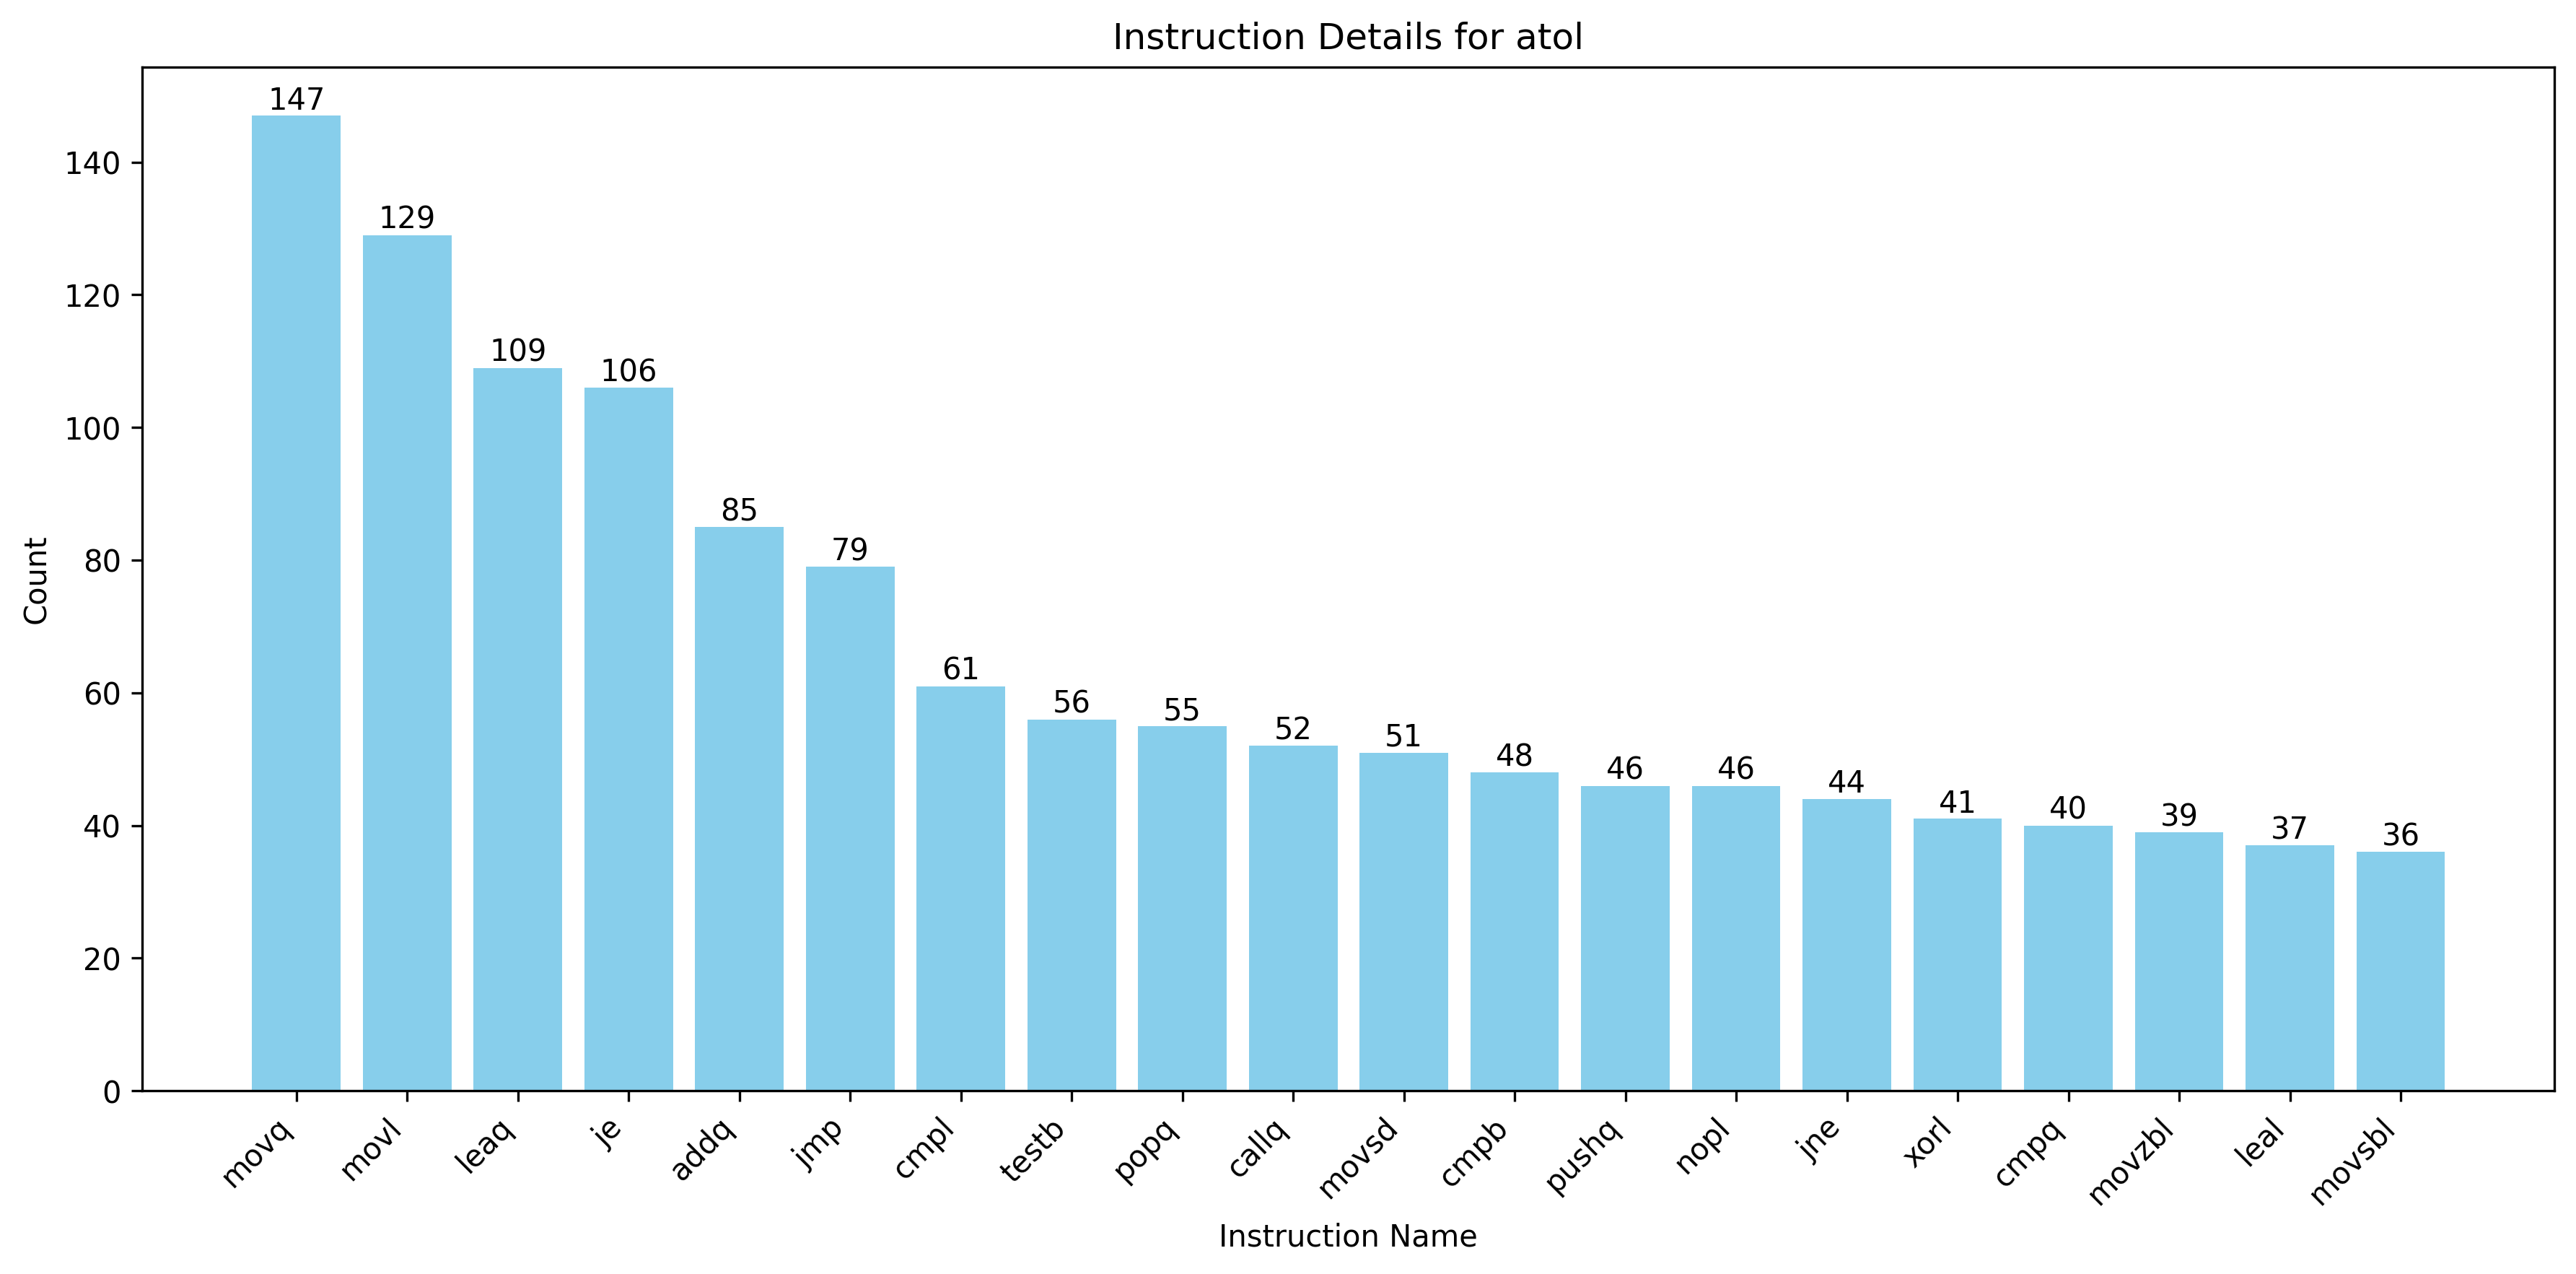 Instruction Details for atol
147
129
109
106
85
79
61
56
55
52
51
48
46
46
44
41
40
39
37
36
140
120
100
80
60
40
20
0
Count
movq
movl
leaq
je
addq
jmp
cmpl
testb
popq
callq
movsd
cmpb
pushq
nopl
jne
xorl
cmpq
movzbl
leal
movsbl
Instruction Name